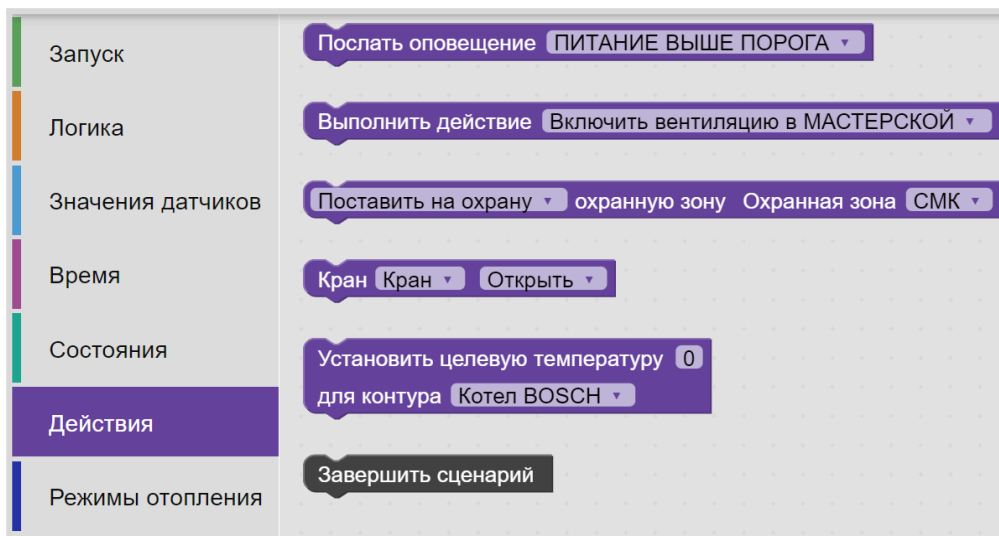 Запуск
Логика
Значения датчиков
Время
Состояния
Действия
Режимы отопления
Послать оповещение ПИТАНИЕ ВЫШЕ ПОРОГА
Выполнить действие Включить вентиляцию в МАСТЕРСКОЙ
Поставить на охрану охранную зону Охранная зона СМК
Кран Кран Открыть
Установить целевую температуру 0
для контура Котел BOSCH
Завершить сценарий